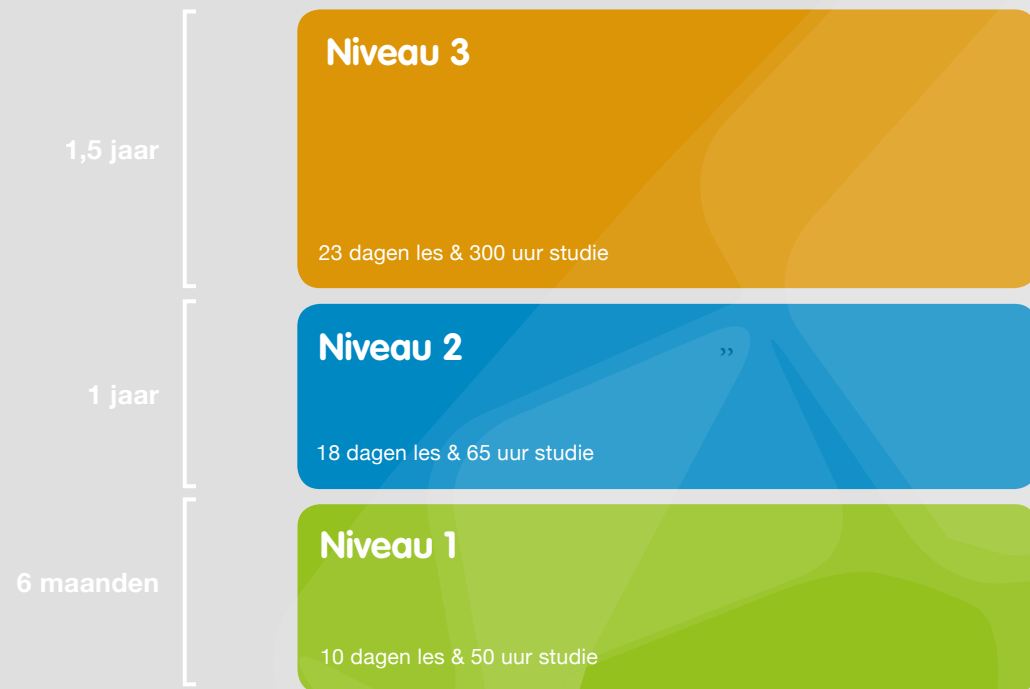 Niveau 3
1,5 jaar
23 dagen les & 300 uur studie
Niveau 2
”
1 jaar
18 dagen les & 65 uur studie
Niveau 1
6 maanden
10 dagen les & 50 uur studie